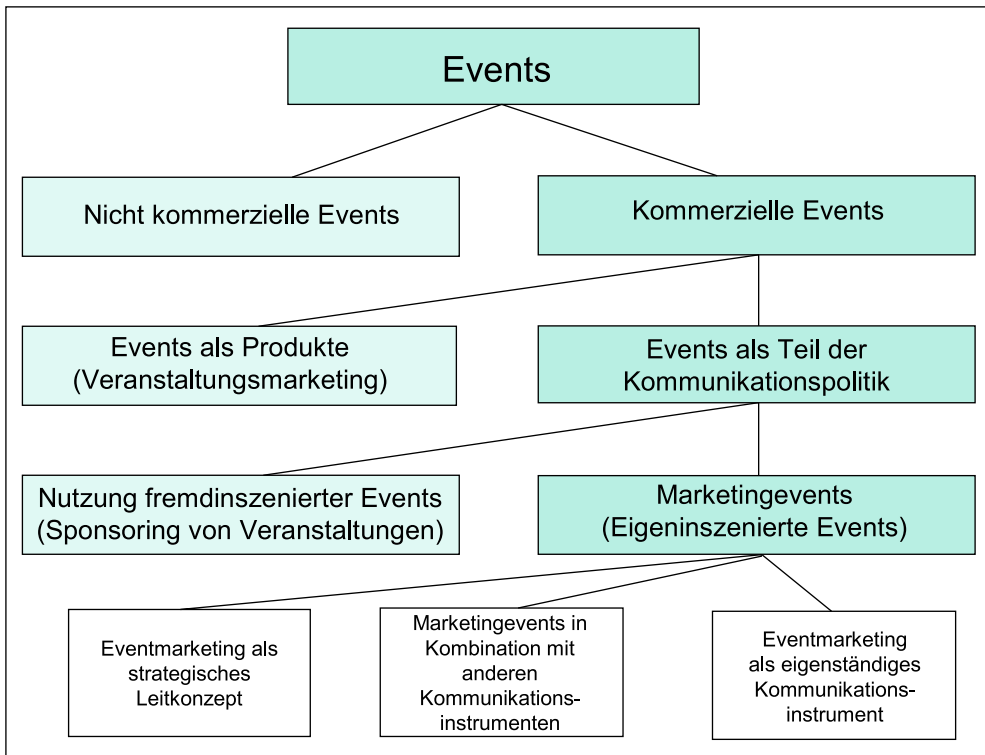 Events
Nicht kommerzielle Events
Kommerzielle Events
Events als Produkte
(Veranstaltungsmarketing)
Events als Teil der
Kommunikationspolitik
Nutzung fremdinszenierter Events
(Sponsoring von Veranstaltungen)
Marketingevents
(Eigeninszenierte Events)
Eventmarketing als
strategisches
Leitkonzept
Marketingevents in
Kombination mit
anderen
Kommunikations-
instrumenten
Eventmarketing
als eigenständiges
Kommunikations-
instrument